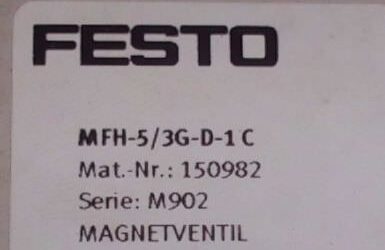 FESTO
MFH-5/3G-D-1 C
Mat.-Nr.: 150982
Serie: M902
MAGNETVENTIL